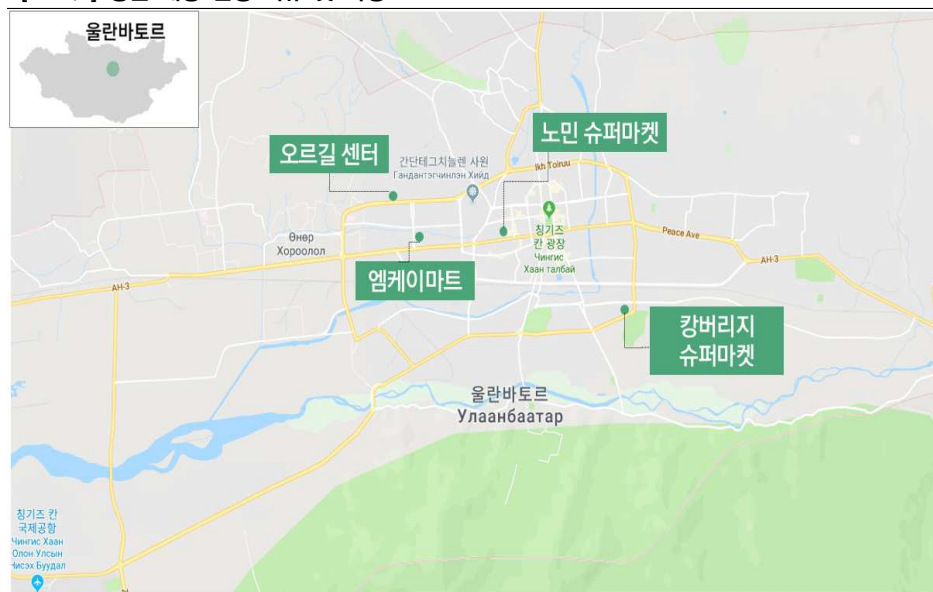 울란바토르
노민 슈퍼마켓
오르길 센터
간단테그치늘렌 사원
Гандантэгчинлэн Хийд
Ikh Toiruu
칭기즈
칸 광장
Чингис
Хаан талбай
Peace Ave
Өнөр
Хороолол
엠케이마트
AH-3
AH-3
캉버리지
슈퍼마켓
울란바토르
Улаанбаатар
칭기즈 칸
국제공항
Чингис Хаан
Олон Улсын
Нисэх Буудал